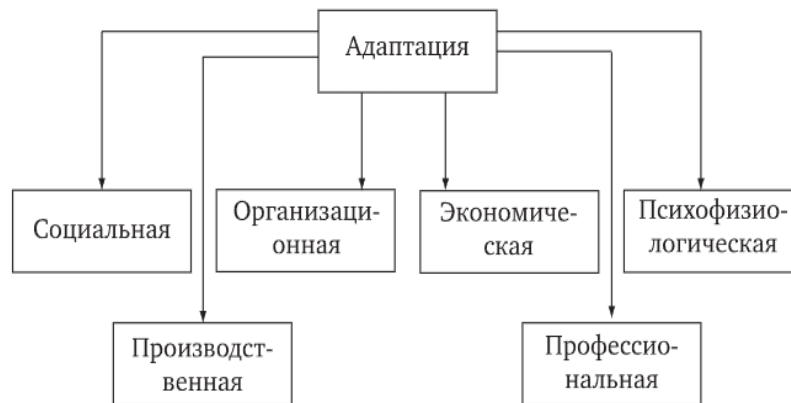 Адаптация
Социальная
Организаци-
онная
Экономиче-
ская
Психофизио-
логическая
Производст-
венная
Профессио-
нальная